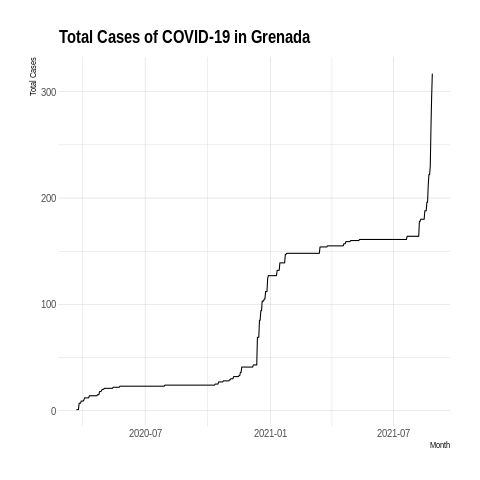 Total Cases of COVID-19 in Grenada
Total Cases
300
200
100
0
2020-07
2021-01
2021-07
Month